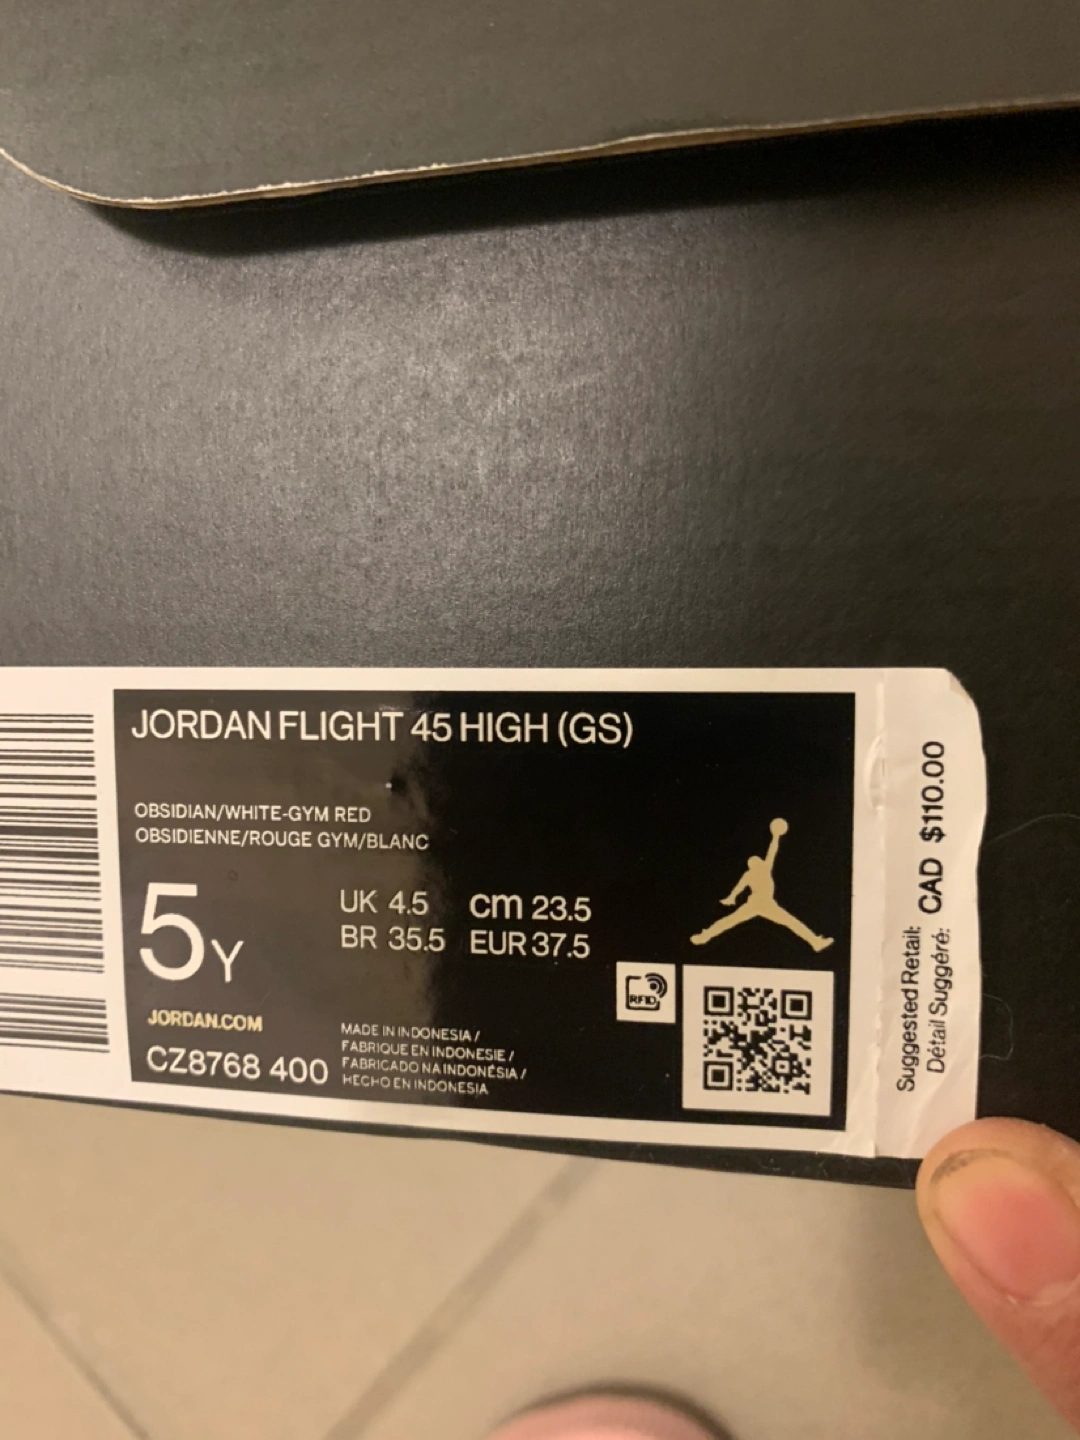 JORDAN FLIGHT 45 HIGH (GS)
OBSIDIAN/WHITE-GYM RED
OBSIDIENNE/ROUGE GYM/BLANC
5Y
UK 4.5 cm 23.5
BR 35.5 EUR 37.5
JORDAN.COM
CZ8768 400
MADE IN INDONESIA /
FABRIQUE EN INDONESIE /
FABRICADO NA INDONÉSIA /
HECHO EN INDONESIA
RFID
Suggested Retail: CAD $110.00
Détail Suggéré: